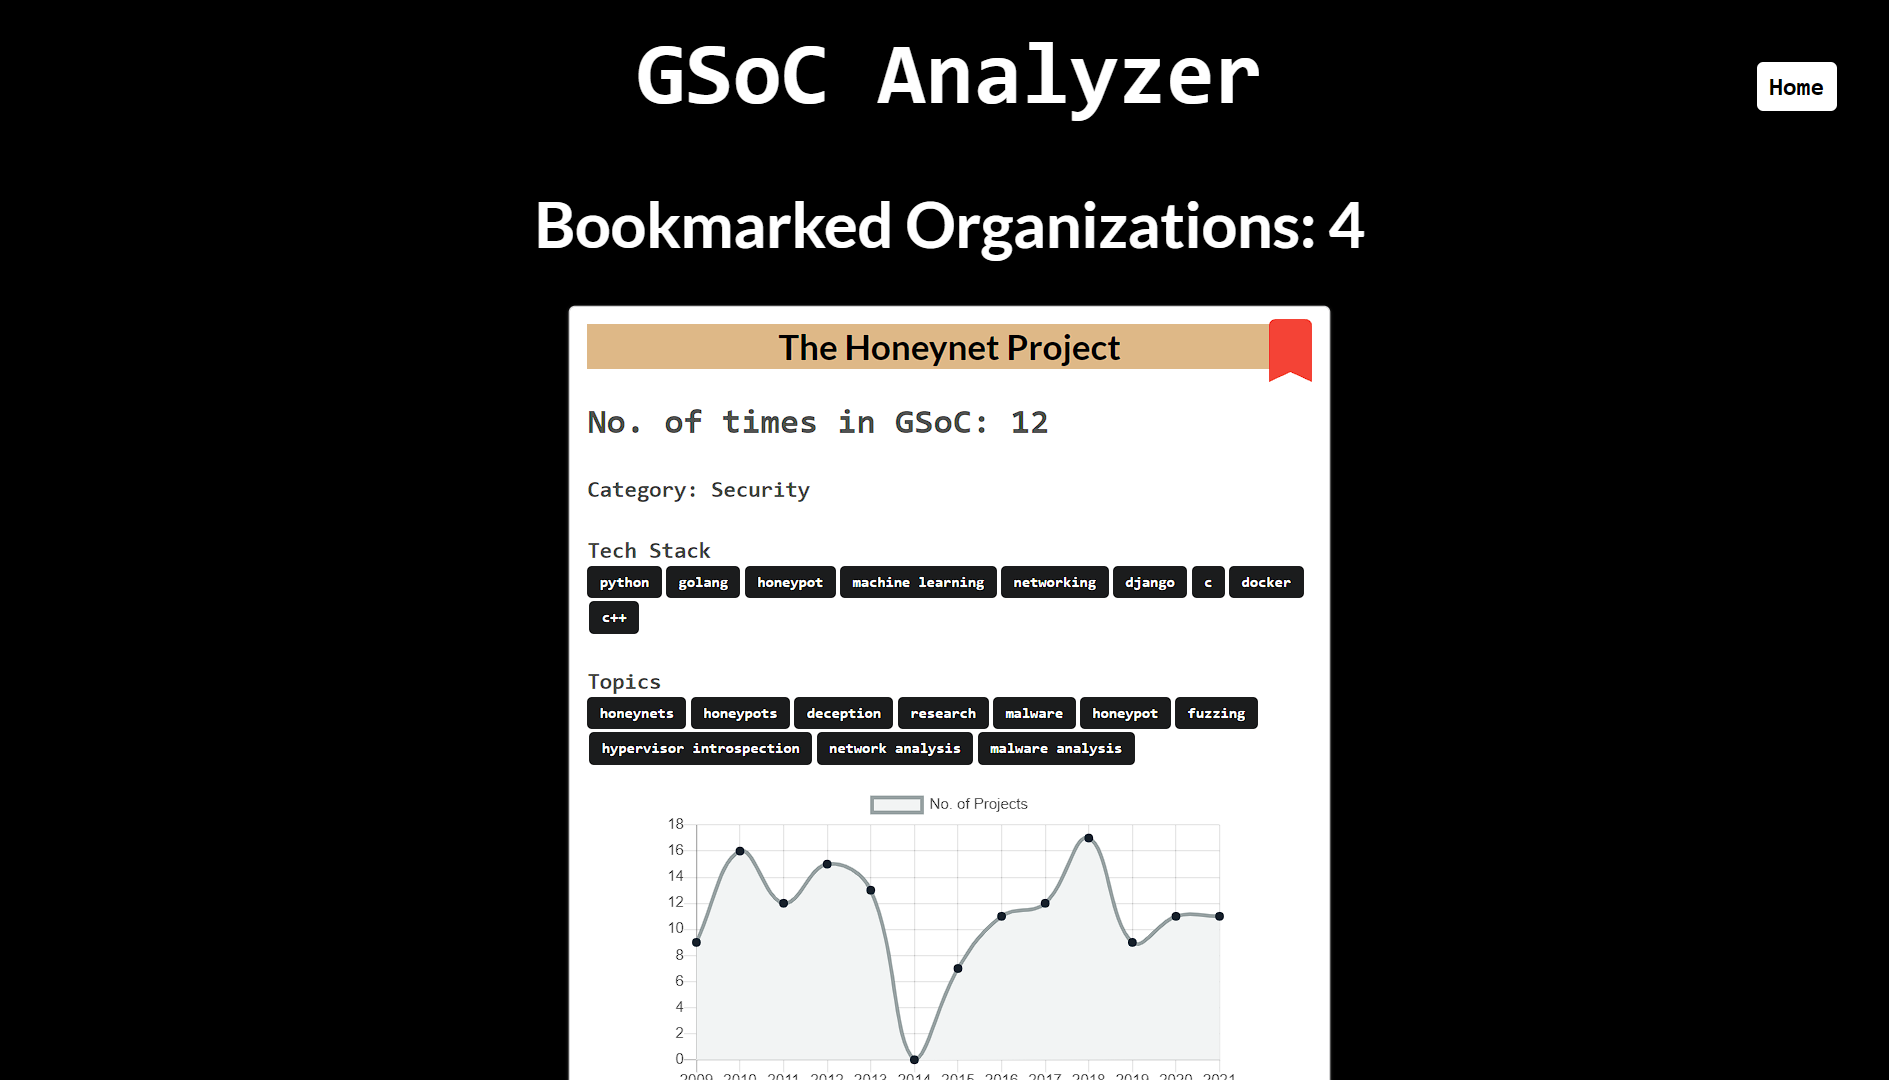 GSoC Analyzer
Home
Bookmarked Organizations: 4
The Honeynet Project
No. of times in GSoC: 12
Category: Security
Tech Stack
python golang honeypot machine learning networking django c docker
c++
Topics
honeynets honeypots deception research malware honeypot fuzzing
hypervisor introspection network analysis malware analysis
No. of Projects
18
16
14
12
10
8
6
4
2
0
2009 2010 2011 2012 2013 2014 2015 2016 2017 2018 2019 2020 2021